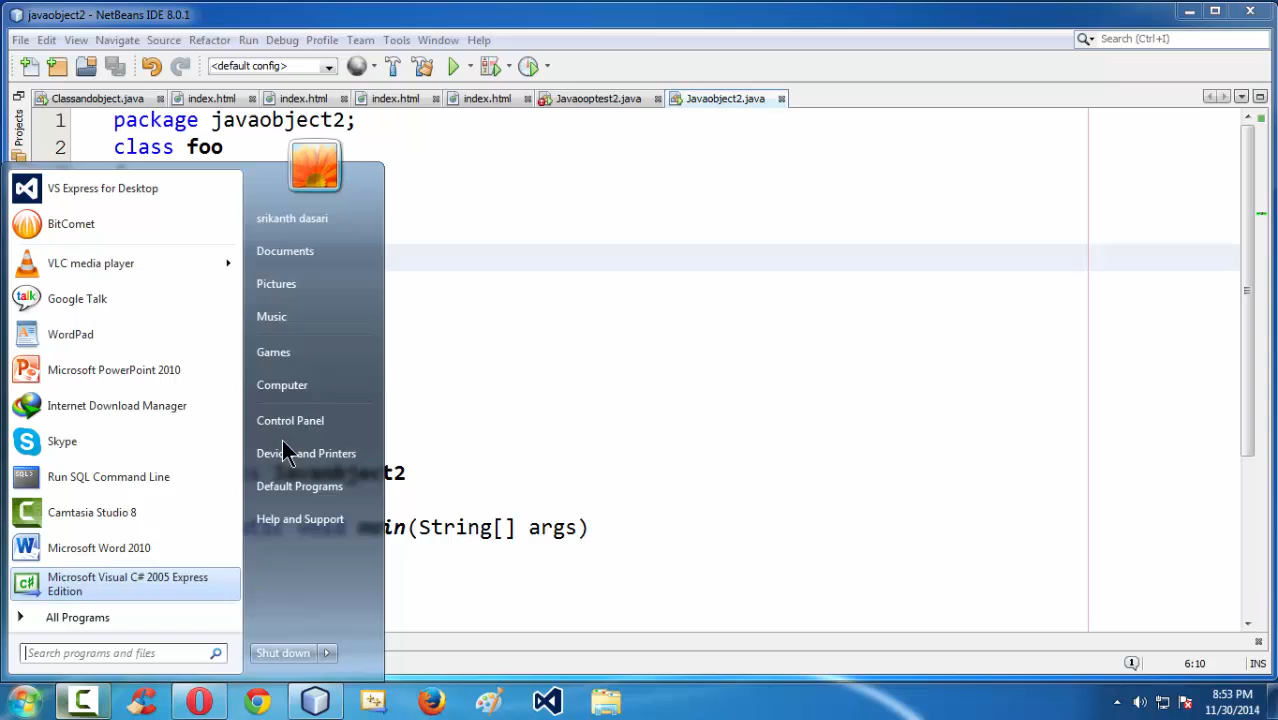 javaobject2 - NetBeans IDE 8.0.1
File Edit View Navigate Source Refactor Run Debug Profile Team Tools Window Help
Search (Ctrl+I)
<default config>
Classandobject.java index.html index.html index.html index.html Javaooptest2.java Javaobject2.java
Projects
1 package javaobject2;
2 class foo
VS Express for Desktop
BitComet
VLC media player
talk
Google Talk
WordPad
Microsoft PowerPoint 2010
Internet Download Manager
Skype
SQL>
Run SQL Command Line
Camtasia Studio 8
Microsoft Word 2010
Microsoft Visual C# 2005 Express
Edition
All Programs
Search programs and files
srikanth dasari
Documents
Pictures
Music
Games
Computer
Control Panel
and Printers
Default Programs
Help and Support
Shut down
ct2
in(String[] args)
1 6:10 INS
8:53 PM
11/30/2014